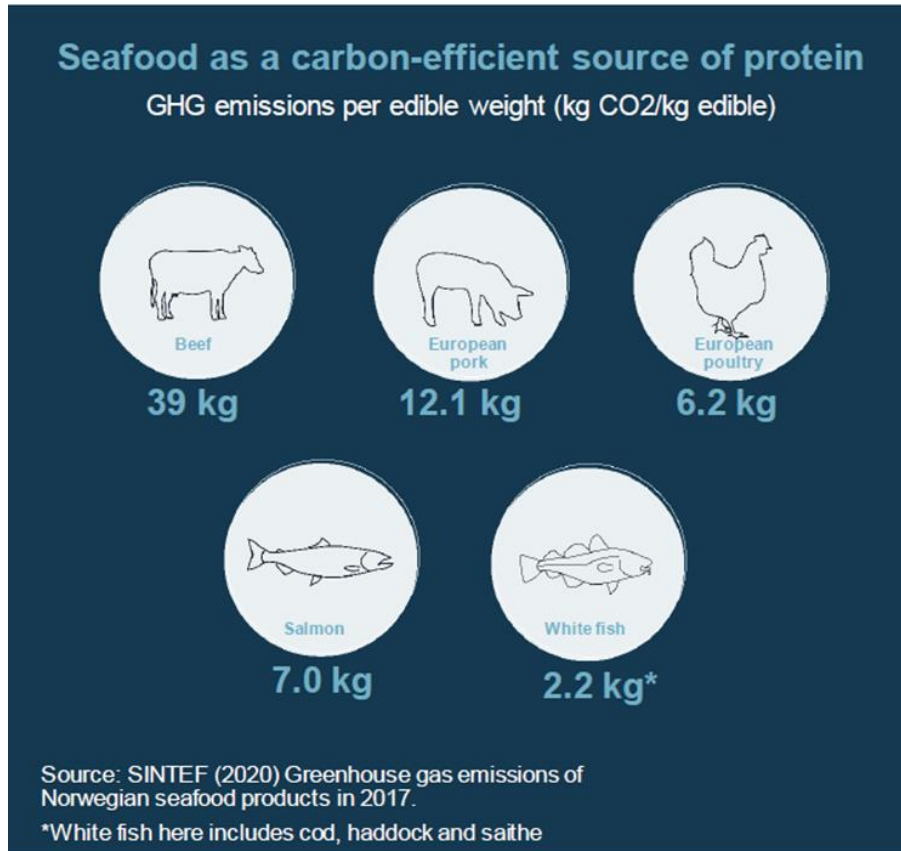 Seafood as a carbon-efficient source of protein
GHG emissions per edible weight (kg CO2/kg edible)
Beef
39 kg
European
pork
12.1 kg
European
poultry
6.2 kg
Salmon
7.0 kg
White fish
2.2 kg*
Source: SINTEF (2020) Greenhouse gas emissions of
Norwegian seafood products in 2017.
*White fish here includes cod, haddock and saithe